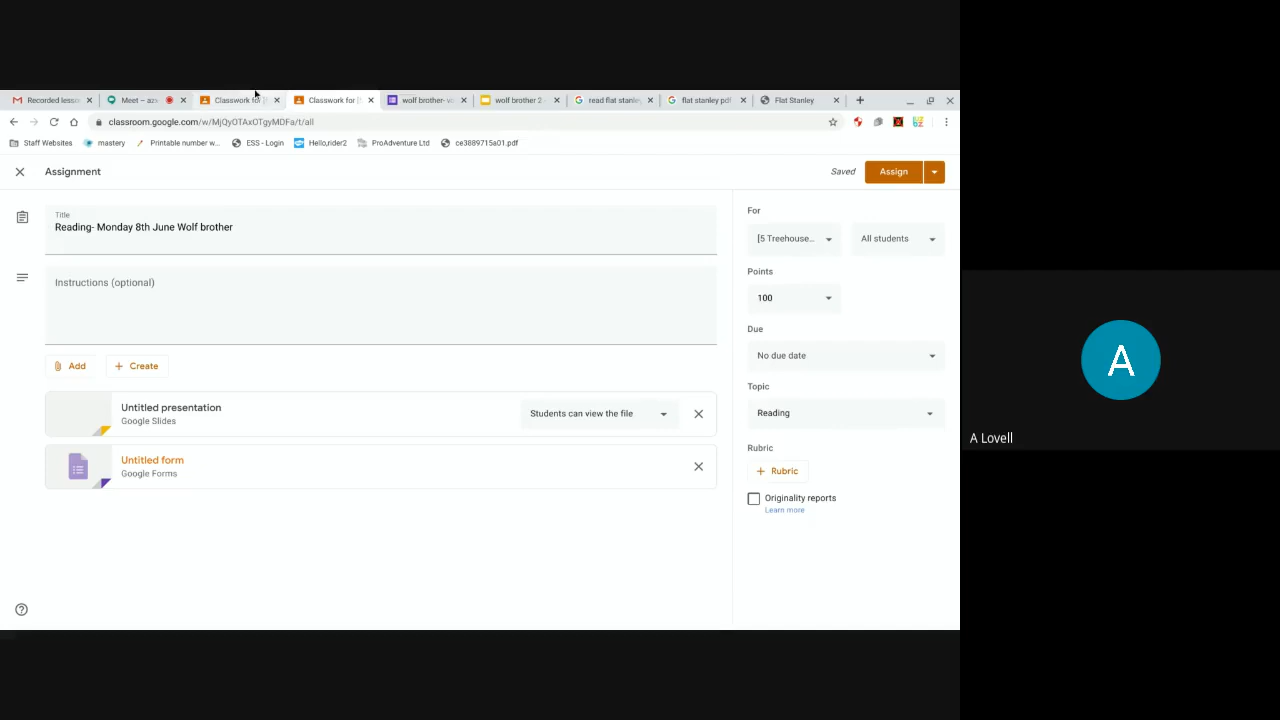 Recorded less
Meet – az
Classwork for
Classwork for [
wolf brother- v
wolf brother 2 -
read flat stanle
flat stanley pdf
Flat Stanley
classroom.google.com/w/MjQyOTAxOTgyMDFa/t/all
Staff Websites
mastery
Printable number w...
ESS - Login
Hello,rider2
ProAdventure Ltd
ce3889715a01.pdf
Assignment
Saved
Assign
Title
Reading- Monday 8th June Wolf brother
Instructions (optional)
Add
Create
Untitled presentation
Google Slides
Students can view the file
Untitled form
Google Forms
For
[5 Treehouse...
All students
Points
100
Due
No due date
Topic
Reading
Rubric
+ Rubric
Originality reports
Learn more
A
A Lovell